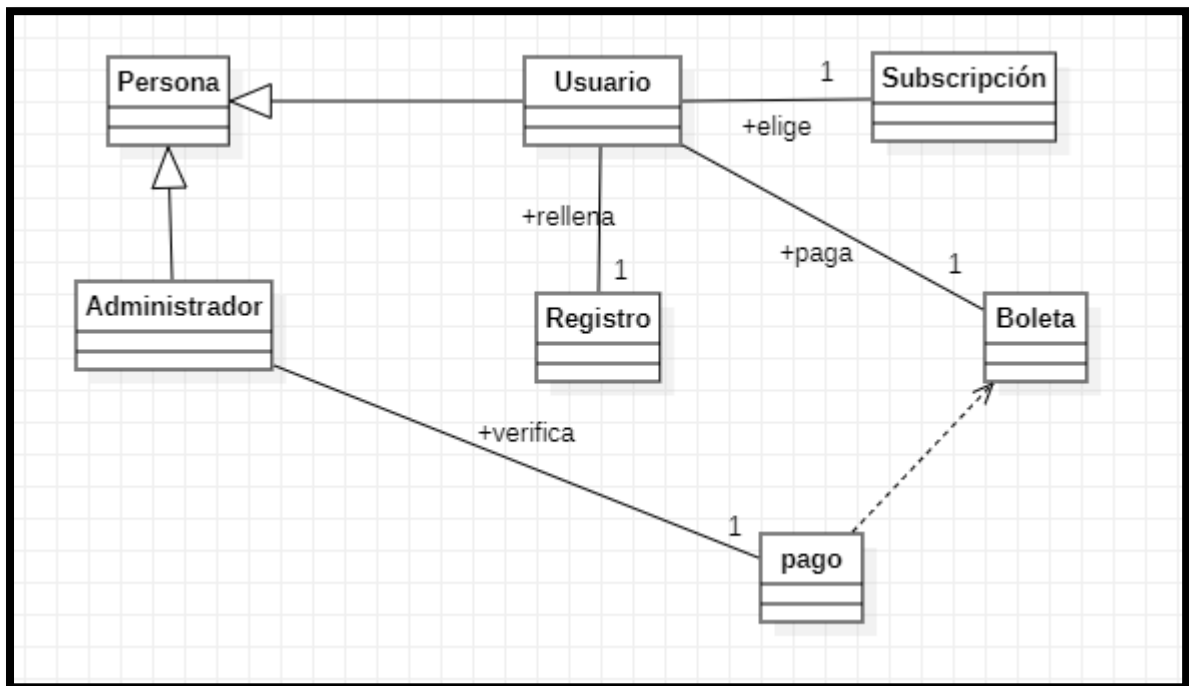 Persona
Usuario
1
Subscripción
+elige
+rellena
+paga
1
1
Administrador
Registro
Boleta
+verifica
1
pago